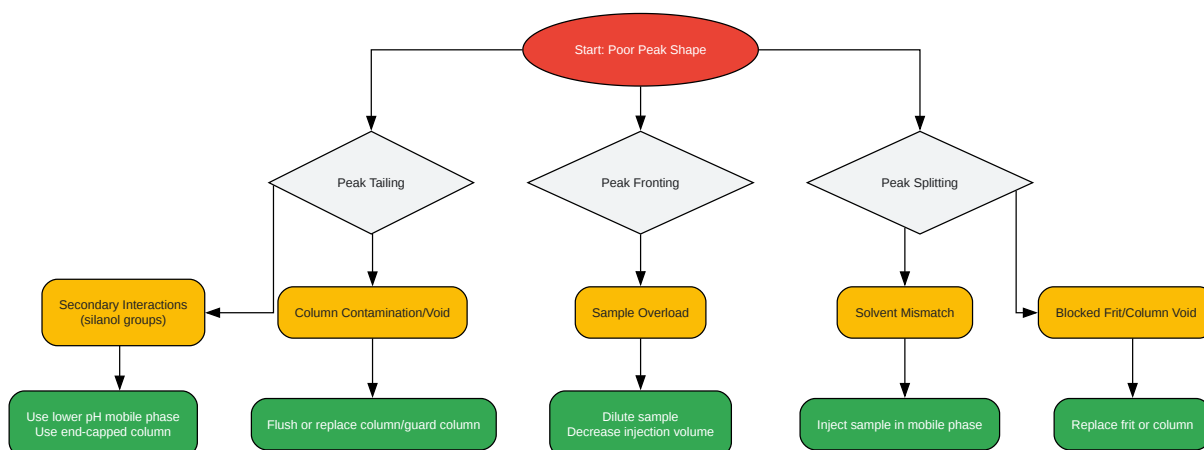 Start: Poor Peak Shape
Peak Tailing
Peak Fronting
Peak Splitting
Secondary Interactions
(silanol groups)
Column Contamination/Void
Sample Overload
Solvent Mismatch
Blocked Frit/Column Void
Use lower pH mobile phase
Use end-capped column
Flush or replace column/guard column
Dilute sample
Decrease injection volume
Inject sample in mobile phase
Replace frit or column